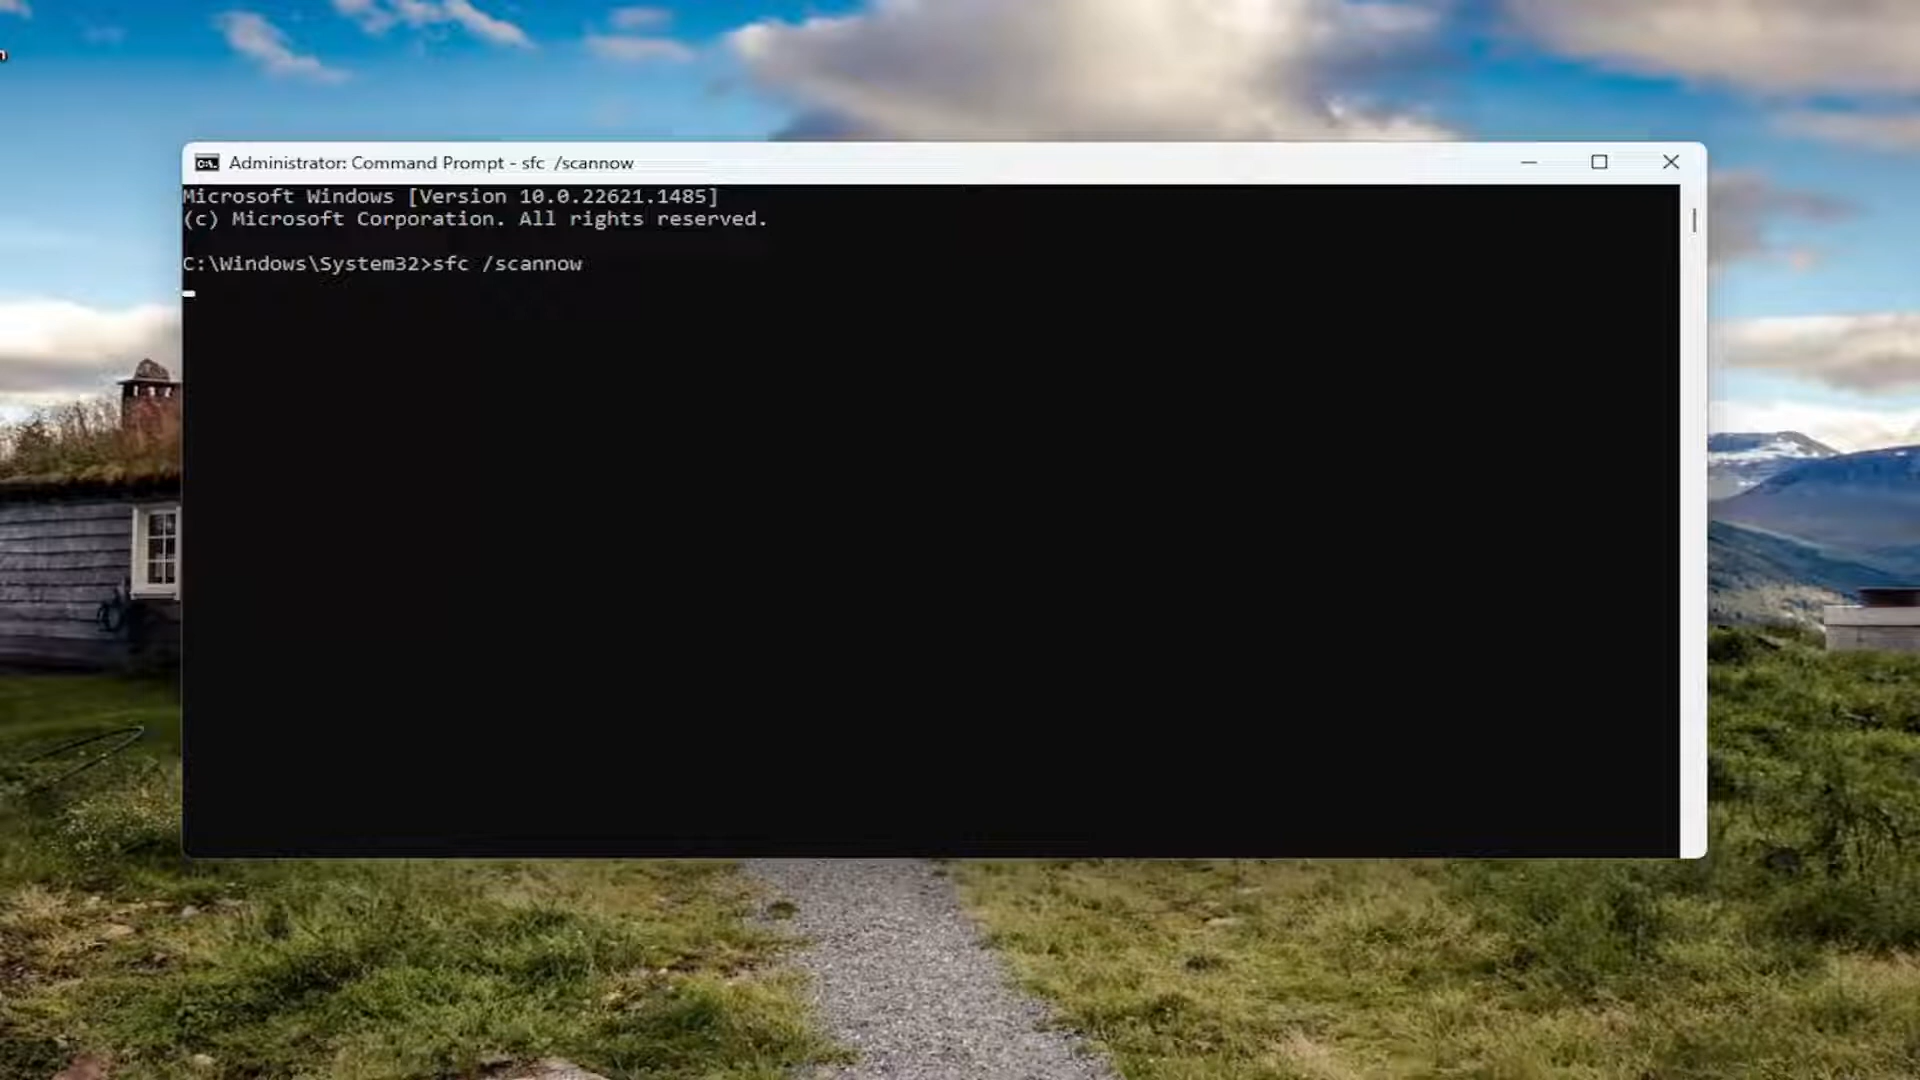 Administrator: Command Prompt - sfc  /scannow
Microsoft Windows [Version 10.0.22621.1485]
(c) Microsoft Corporation. All rights reserved.
C:\Windows\System32>sfc /scannow